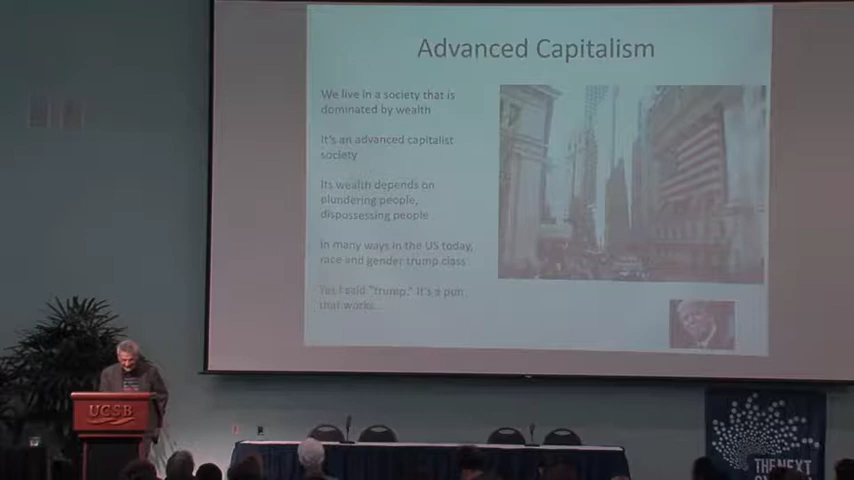 Advanced Capitalism
We live in a society that is
dominated by wealth
It's an advanced capitalist
society
Its wealth depends on
plundering people,
dispossessing people
In many ways in the US today,
race and gender trump class
Yes I said "trump." It's a pun
that works...
UCSB
THE NEXT